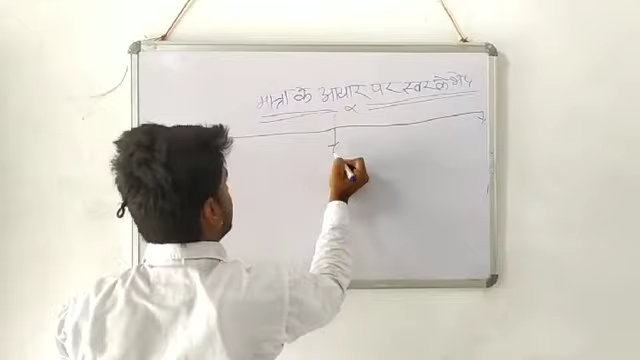 मात्रा के आधार पर स्वर के भेद